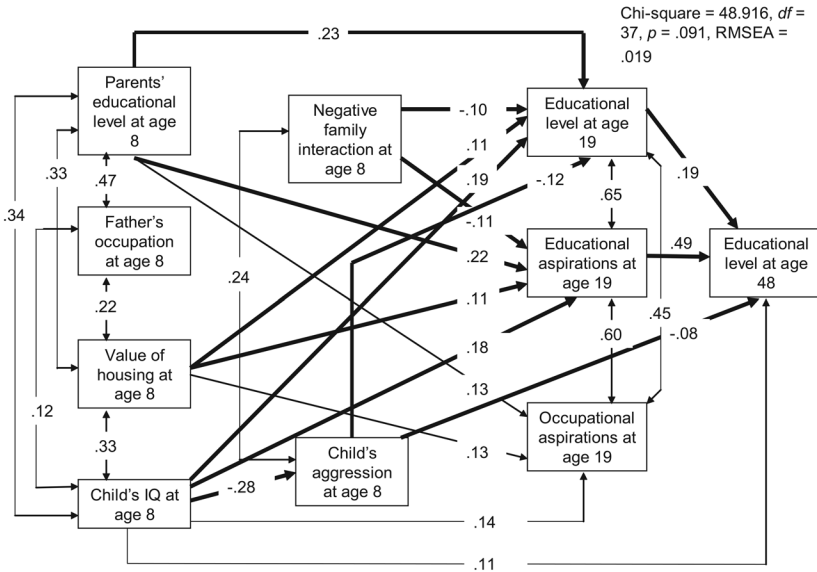 Chi-square = 48.916, df =
37, p = .091, RMSEA =
.019
.23
Parents'
educational
level at age
8
Negative
family
interaction at
age 8
-.10
Educational
level at age
19
.11
.33
.47
.19
-.12
.19
.34
.65
Father's
occupation
at age 8
-.11
.22
.49
Educational
aspirations at
age 19
Educational
level at age
48
.24
.22
.11
.45
.60
-.08
Value of
housing at
age 8
.18
.13
.12
.33
Occupational
aspirations at
age 19
.13
Child's
aggression
at age 8
-.28
Child's IQ at
age 8
.14
.11